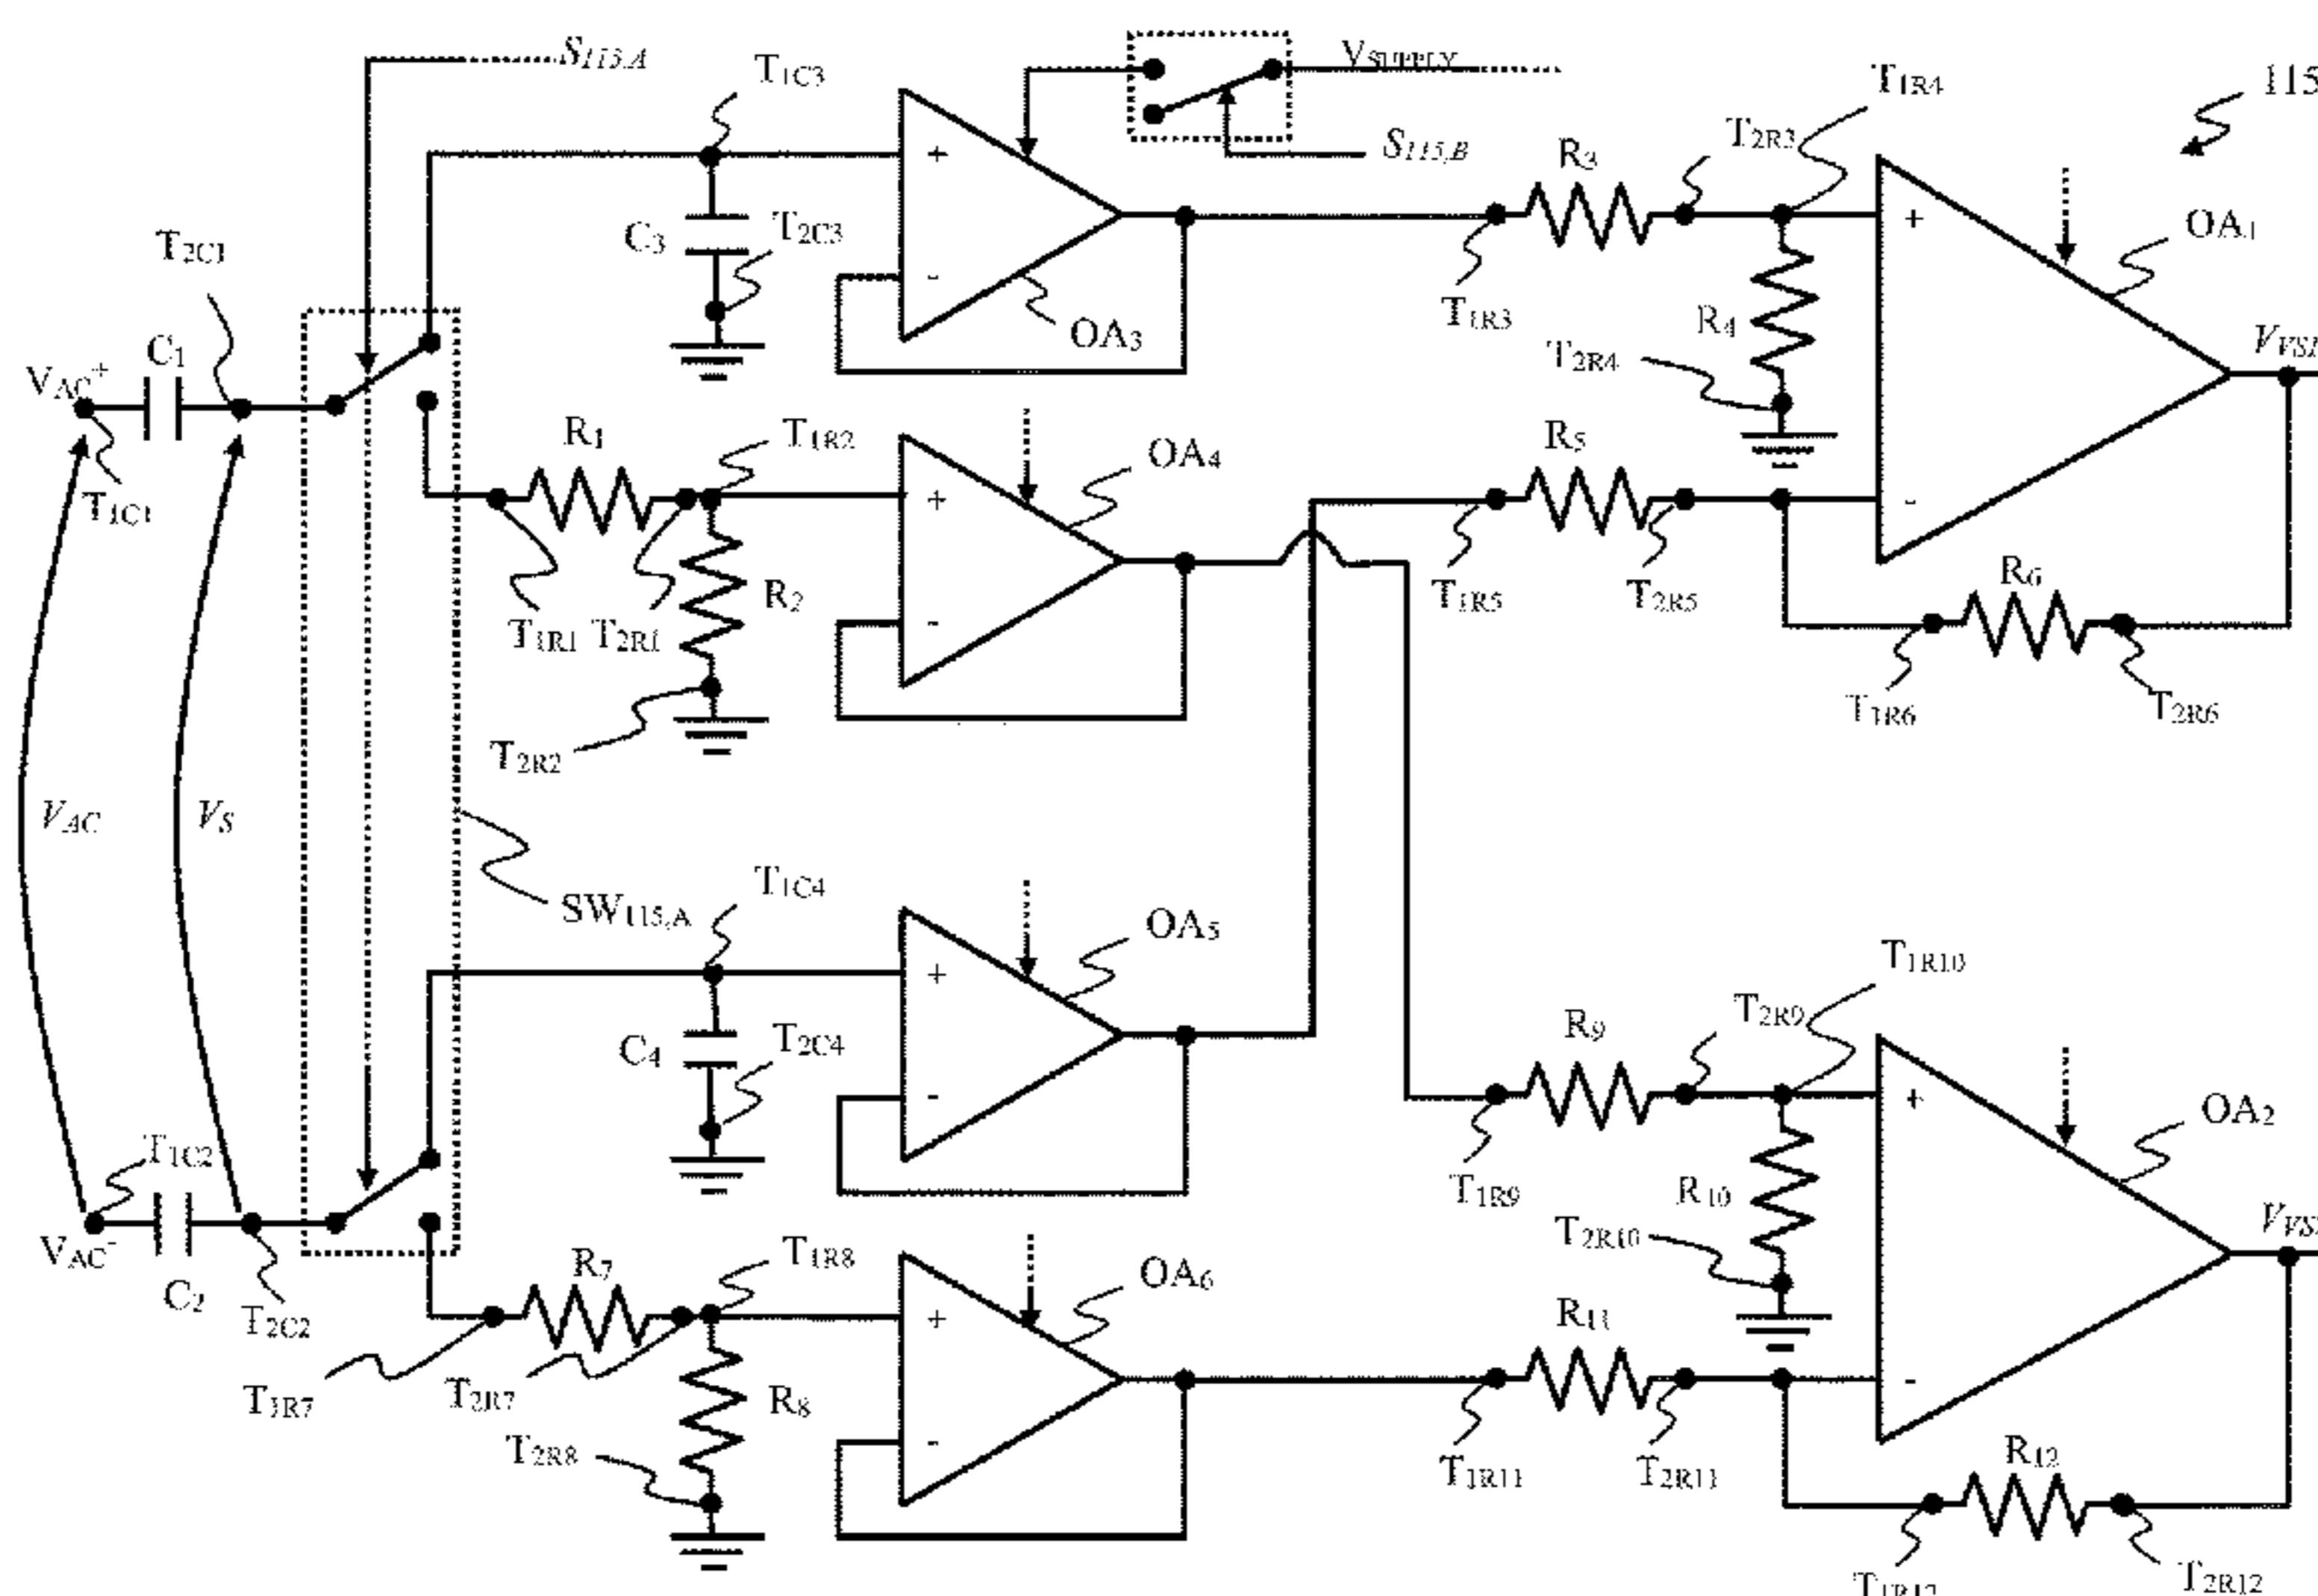 S115,A
T1C3
VSUPPLY
S115,B
T1R4
115
T2R3
R3
OA1
+
+
T2C1
C3
T2C3
-
OA3
T1R3
R4
VAC+
C1
T2R4
T1C1
R1
T1R2
OA4
R5
+
-
T1R1
T2R1
R2
-
T1R5
T2R5
R6
T2R2
T1R6
T2R6
VAC
VS
SW115,A
T1C4
OA5
+
T1R10
C4
T2C4
-
R9
T2R9
+
OA2
T1C2
T1R9
R10
VAC-
C2
T2C2
R7
T1R8
OA6
T2R10
R11
+
-
T1R7
T2R7
R8
-
T2R8
T1R11
T2R11
R12
T2R12